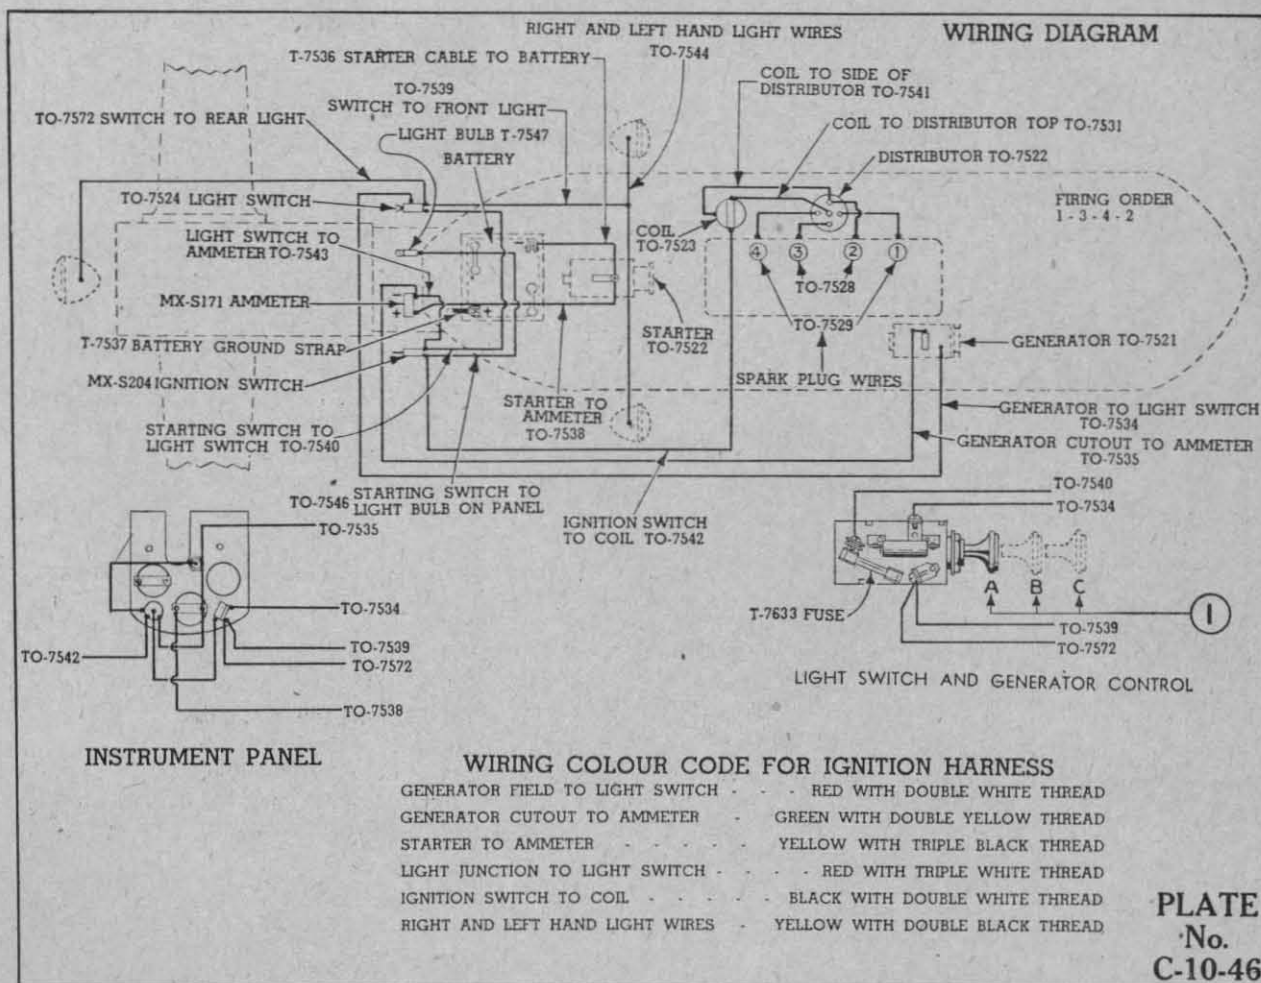 WIRING DIAGRAM
RIGHT AND LEFT HAND LIGHT WIRES
TO-7544
T-7536 STARTER CABLE TO BATTERY
TO-7539
SWITCH TO FRONT LIGHT
COIL TO SIDE OF
DISTRIBUTOR TO-7541
TO-7572 SWITCH TO REAR LIGHT
LIGHT BULB T-7547
BATTERY
COIL TO DISTRIBUTOR TOP TO-7531
DISTRIBUTOR TO-7522
TO-7524 LIGHT SWITCH
FIRING ORDER
1 - 3 - 4 - 2
LIGHT SWITCH TO
AMMETER TO-7543
COIL
TO-7523
-
4
3
2
1
TO-7528
MX-S171 AMMETER
-
+
+
TO-7529
T-7537 BATTERY GROUND STRAP
STARTER
TO-7522
GENERATOR TO-7521
MX-S204 IGNITION SWITCH
SPARK PLUG WIRES
STARTER TO
AMMETER
TO-7538
GENERATOR TO LIGHT SWITCH
TO-7534
STARTING SWITCH TO
LIGHT SWITCH TO-7540
GENERATOR CUTOUT TO AMMETER
TO-7535
TO-7546 STARTING SWITCH TO
LIGHT BULB ON PANEL
IGNITION SWITCH
TO COIL TO-7542
TO-7540
TO-7534
TO-7535
A B C
T-7633 FUSE
1
TO-7534
TO-7539
TO-7572
TO-7542
TO-7539
TO-7572
TO-7538
LIGHT SWITCH AND GENERATOR CONTROL
INSTRUMENT PANEL
WIRING COLOUR CODE FOR IGNITION HARNESS
GENERATOR FIELD TO LIGHT SWITCH - - - RED WITH DOUBLE WHITE THREAD
GENERATOR CUTOUT TO AMMETER - GREEN WITH DOUBLE YELLOW THREAD
STARTER TO AMMETER - - - - - YELLOW WITH TRIPLE BLACK THREAD
LIGHT JUNCTION TO LIGHT SWITCH - - - - RED WITH TRIPLE WHITE THREAD
IGNITION SWITCH TO COIL - - - - - BLACK WITH DOUBLE WHITE THREAD
RIGHT AND LEFT HAND LIGHT WIRES - YELLOW WITH DOUBLE BLACK THREAD
PLATE
No.
C-10-46